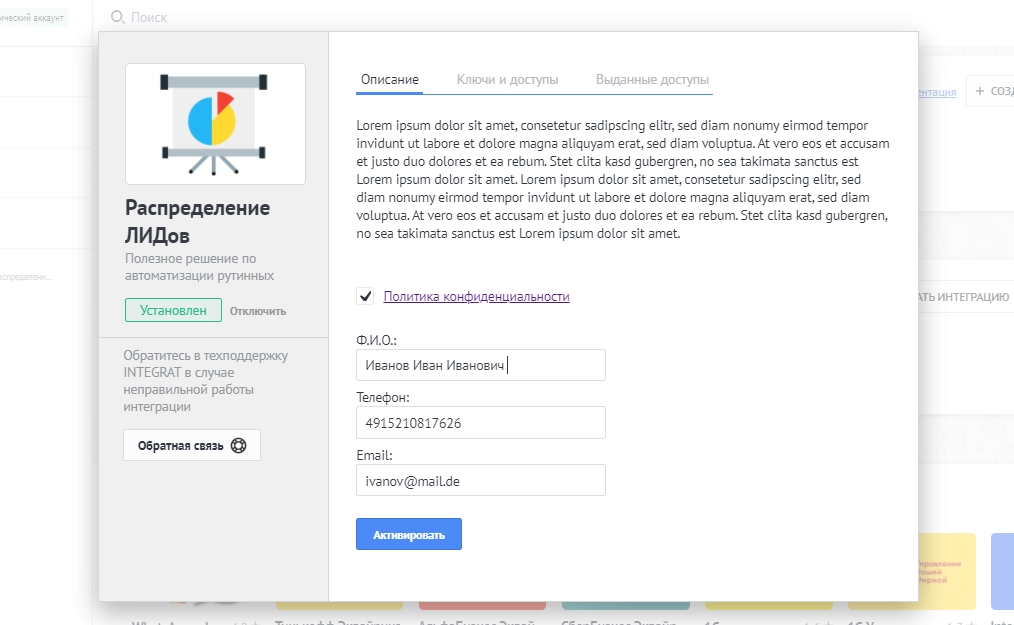 ический аккаунт
Поиск
Описание
Ключи и доступы
Выданные доступы
ентация
+ СОЗД
Lorem ipsum dolor sit amet, consetetur sadipscing elitr, sed diam nonumy eirmod tempor
invidunt ut labore et dolore magna aliquyam erat, sed diam voluptua. At vero eos et accusam
et justo duo dolores et ea rebum. Stet clita kasd gubergren, no sea takimata sanctus est
Lorem ipsum dolor sit amet. Lorem ipsum dolor sit amet, consetetur sadipscing elitr, sed
diam nonumy eirmod tempor invidunt ut labore et dolore magna aliquyam erat, sed diam
voluptua. At vero eos et accusam et justo duo dolores et ea rebum. Stet clita kasd gubergren,
no sea takimata sanctus est Lorem ipsum dolor sit amet.
Распределение
ЛИДов
Полезное решение по
автоматизации рутинных
Установлен
Отключить
аспределени...
Политика конфиденциальности
АТЬ ИНТЕГРАЦИЮ
Обратитесь в техподдержку
INTEGRAT в случае
неправильной работы
интеграции
Обратная связь
Ф.И.О.:
Иванов Иван Иванович
Телефон:
4915210817626
Email:
ivanov@mail.de
Активировать